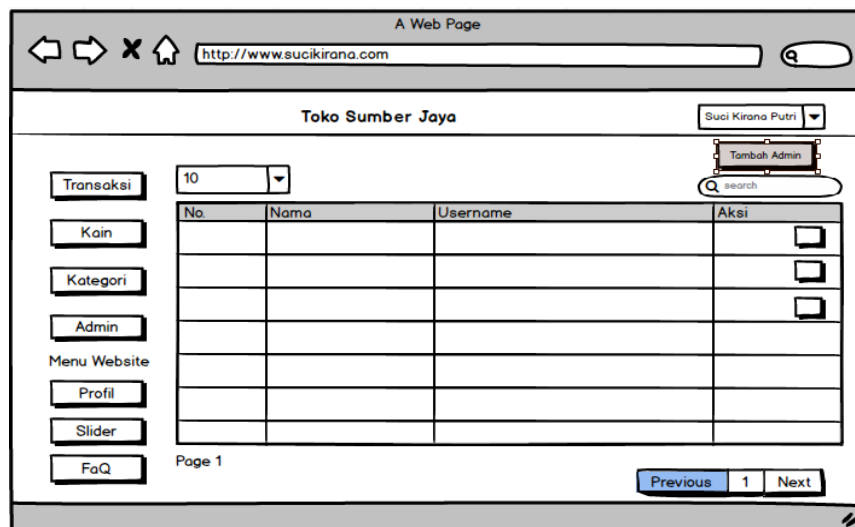 A Web Page
http://www.sucikirana.com
Toko Sumber Jaya
Suci Kirana Putri
Tambah Admin
search
10
Transaksi
Kain
Kategori
Admin
Menu Website
Profil
Slider
FaQ
No. Nama Username Aksi
Page 1
Previous 1 Next